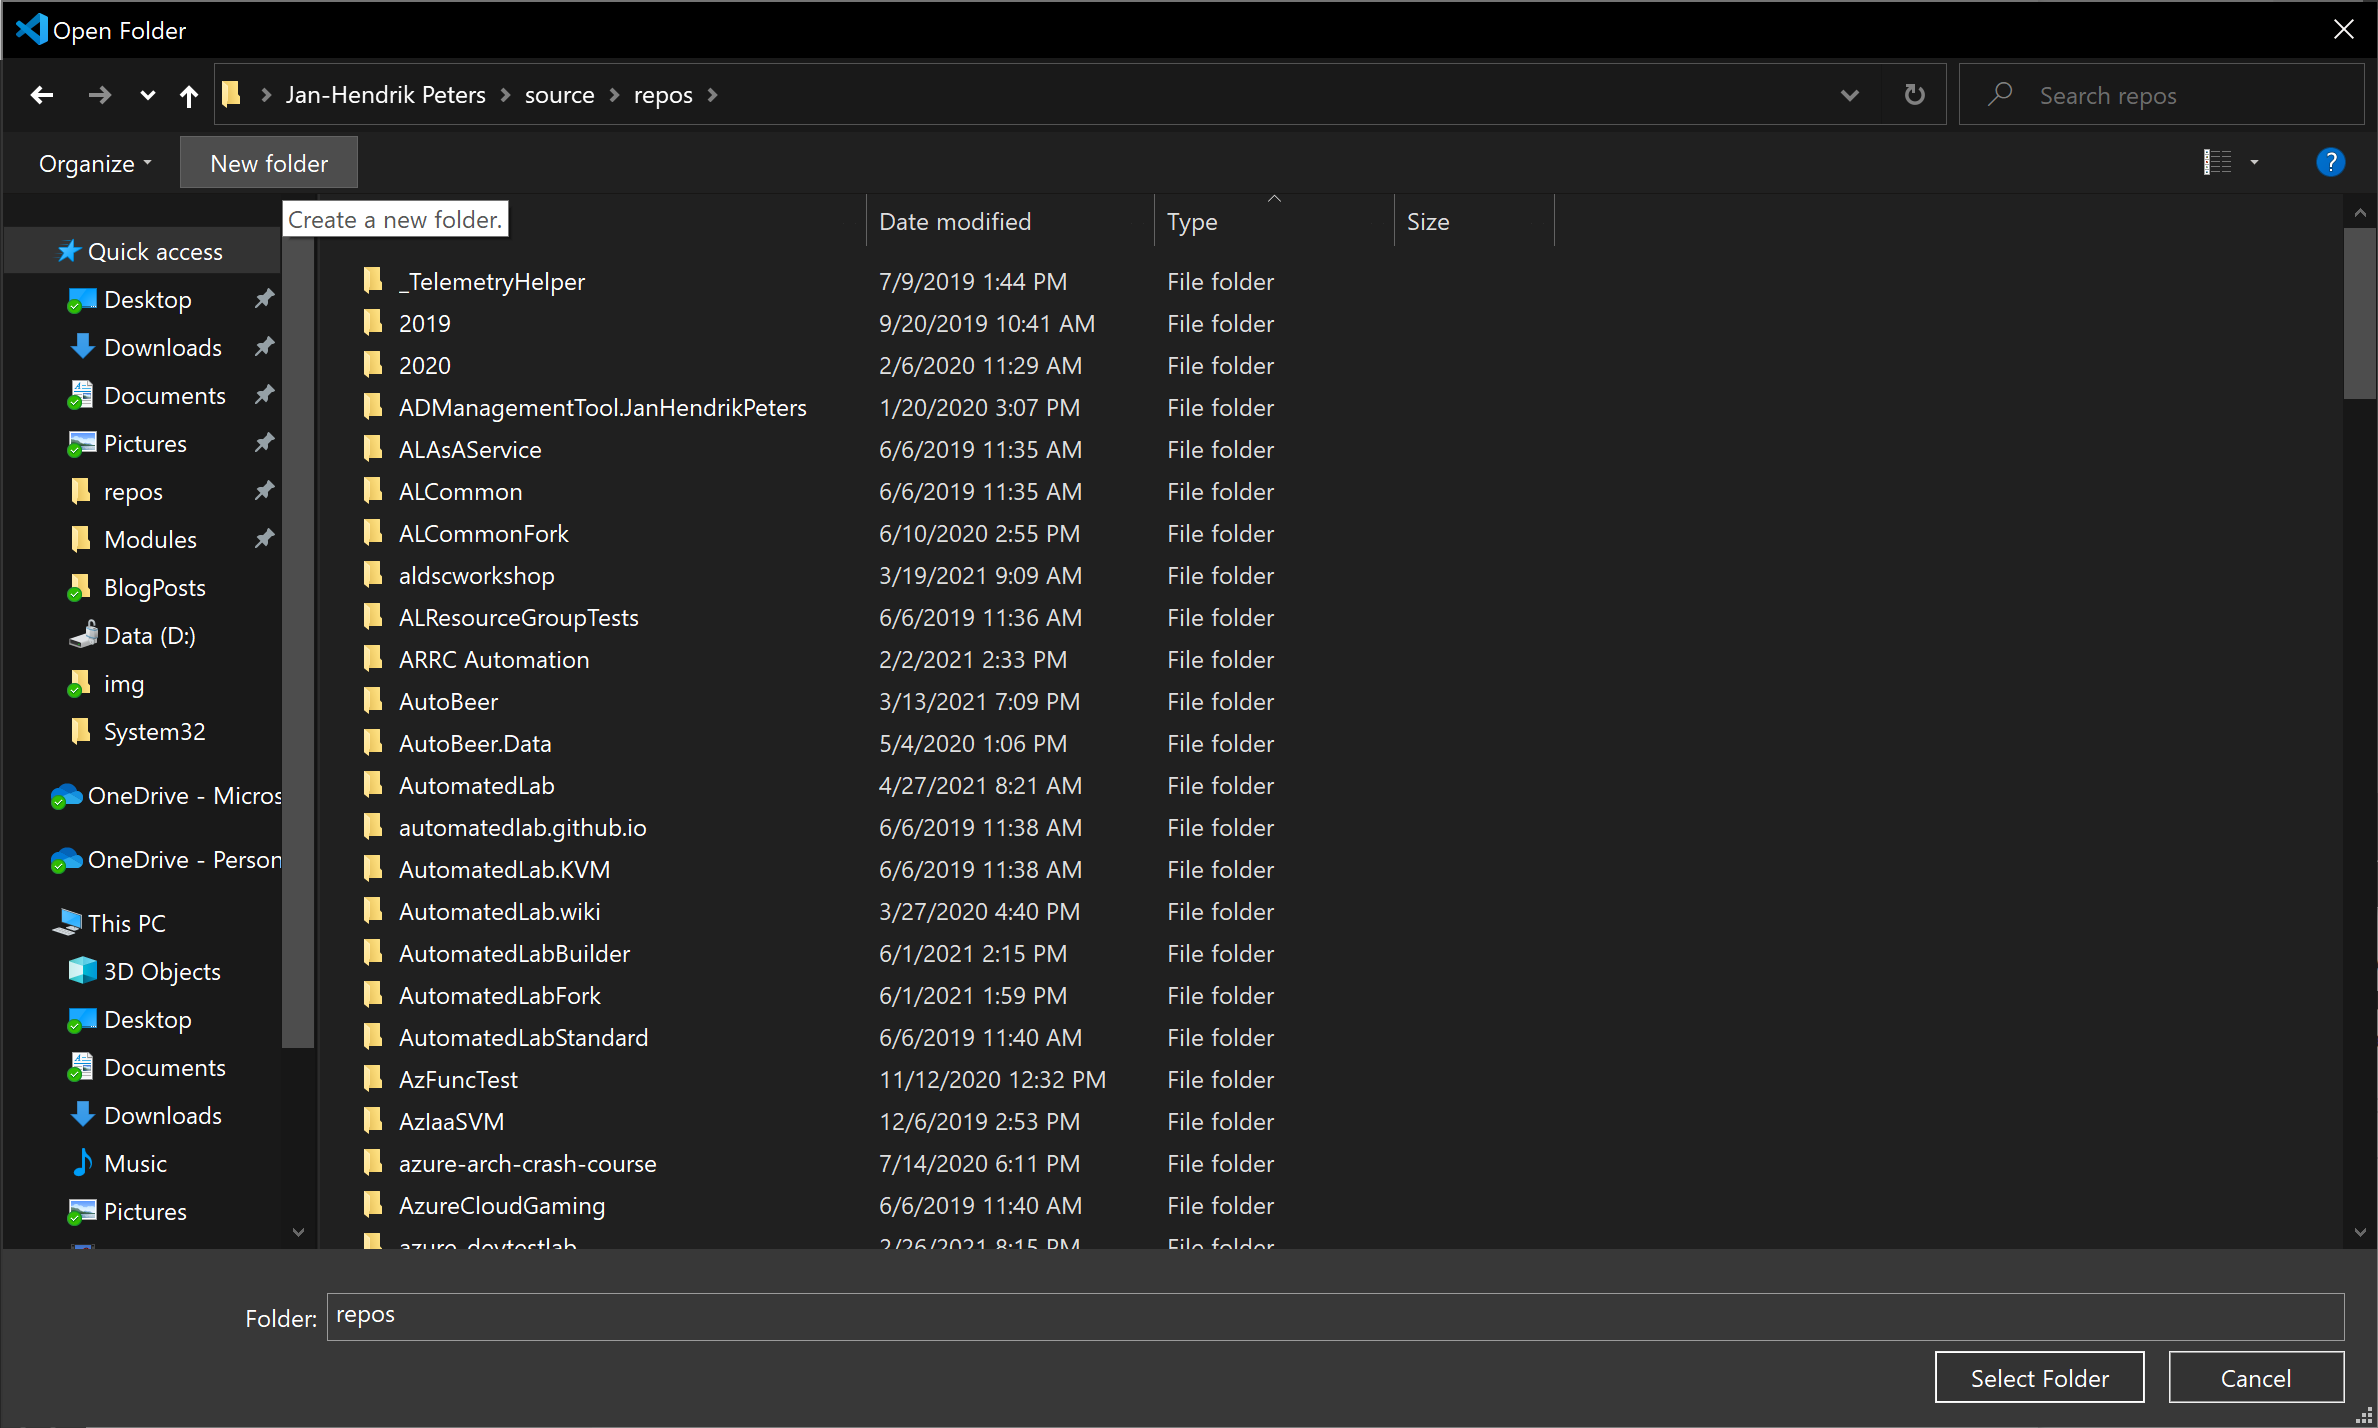 Open Folder
Jan-Hendrik Peters source repos
Search repos
Organize New folder
Create a new folder.
Date modified Type Size
Quick access
Desktop
Downloads
Documents
Pictures
repos
Modules
BlogPosts
Data (D:)
img
System32
OneDrive - Micros
OneDrive - Person
This PC
3D Objects
Desktop
Documents
Downloads
Music
Pictures
_TelemetryHelper 7/9/2019 1:44 PM File folder
2019 9/20/2019 10:41 AM File folder
2020 2/6/2020 11:29 AM File folder
ADManagementTool.JanHendrikPeters 1/20/2020 3:07 PM File folder
ALAsAService 6/6/2019 11:35 AM File folder
ALCommon 6/6/2019 11:35 AM File folder
ALCommonFork 6/10/2020 2:55 PM File folder
aldscworkshop 3/19/2021 9:09 AM File folder
ALResourceGroupTests 6/6/2019 11:36 AM File folder
ARRC Automation 2/2/2021 2:33 PM File folder
AutoBeer 3/13/2021 7:09 PM File folder
AutoBeer.Data 5/4/2020 1:06 PM File folder
AutomatedLab 4/27/2021 8:21 AM File folder
automatedlab.github.io 6/6/2019 11:38 AM File folder
AutomatedLab.KVM 6/6/2019 11:38 AM File folder
AutomatedLab.wiki 3/27/2020 4:40 PM File folder
AutomatedLabBuilder 6/1/2021 2:15 PM File folder
AutomatedLabFork 6/1/2021 1:59 PM File folder
AutomatedLabStandard 6/6/2019 11:40 AM File folder
AzFuncTest 11/12/2020 12:32 PM File folder
AzIaaSVM 12/6/2019 2:53 PM File folder
azure-arch-crash-course 7/14/2020 6:11 PM File folder
AzureCloudGaming 6/6/2019 11:40 AM File folder
azure-devtestlab 2/26/2021 8:15 PM File folder
Folder: repos
Select Folder Cancel